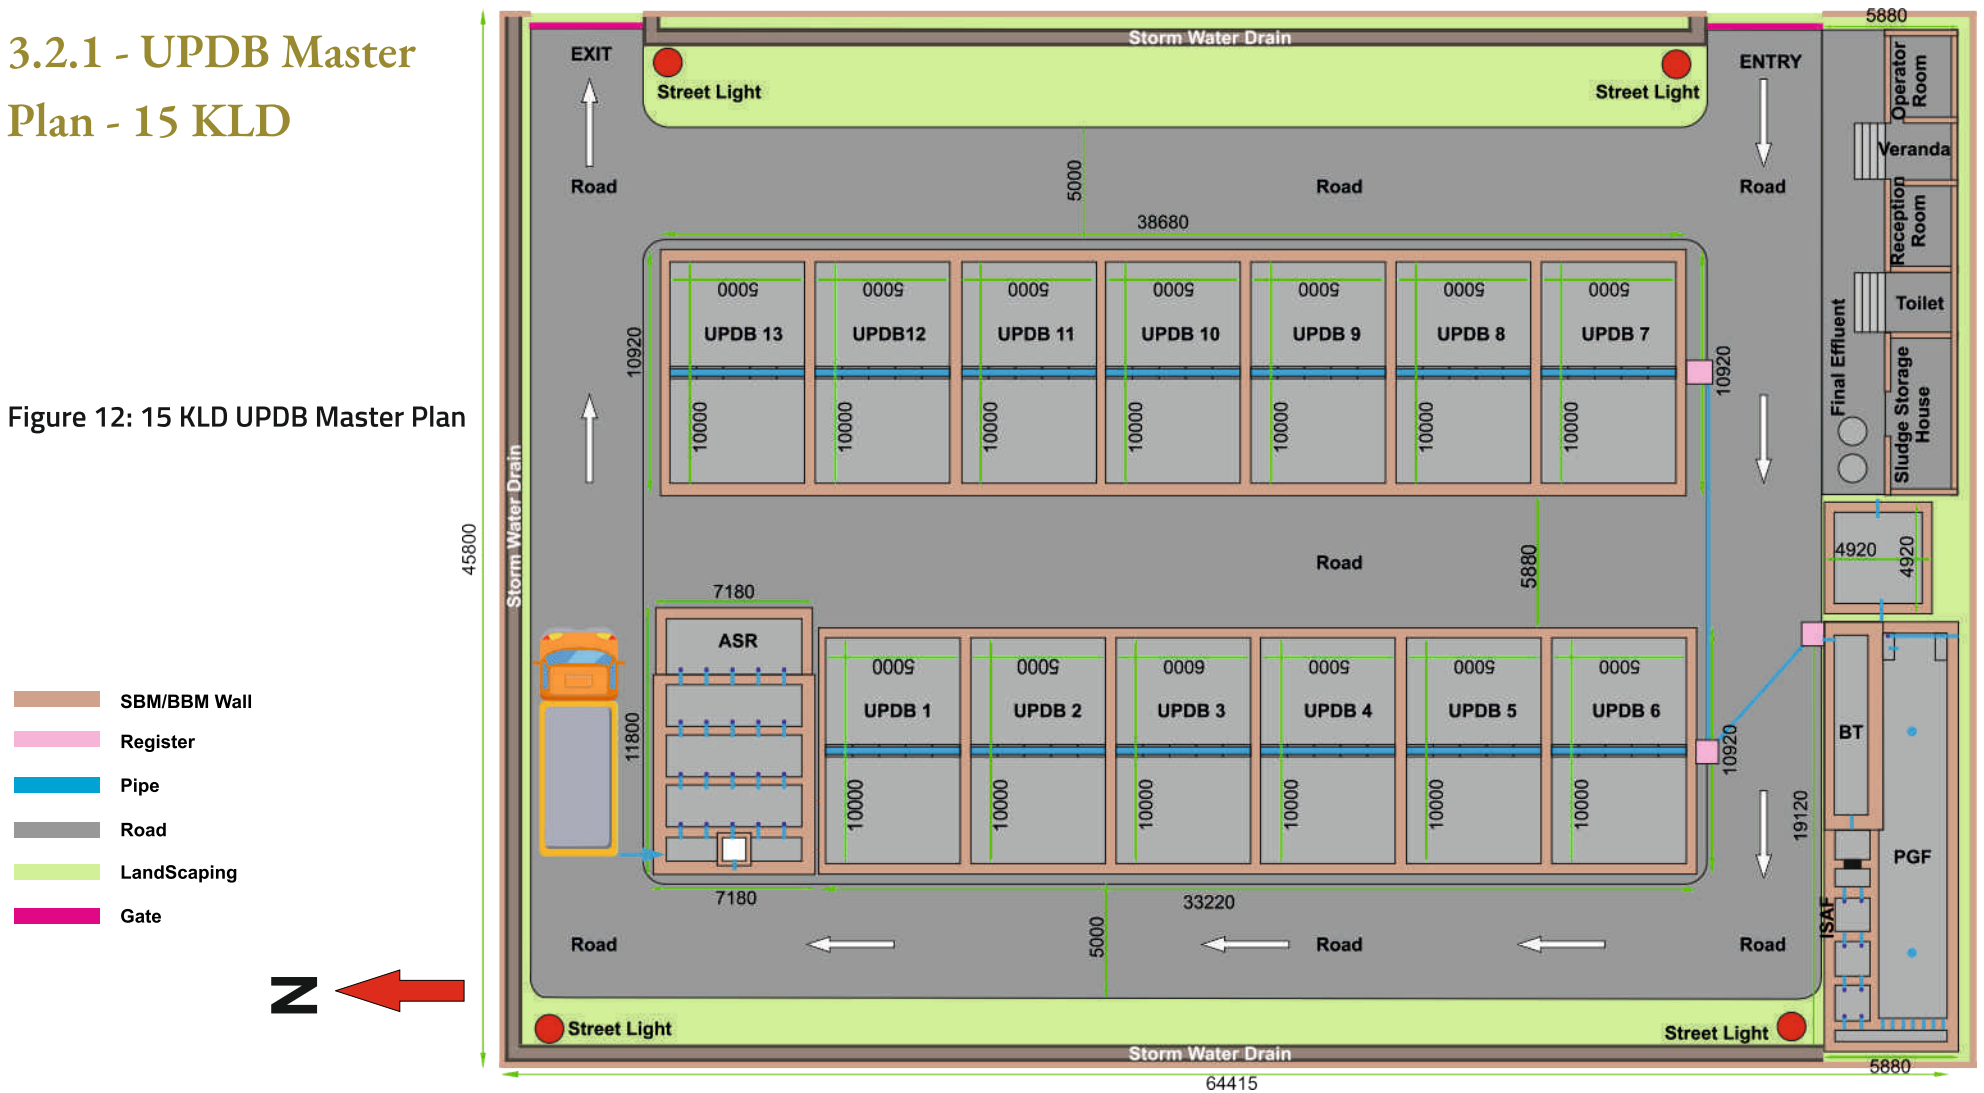 3.2.1 - UPDB Master
Plan - 15 KLD
Figure 12: 15 KLD UPDB Master Plan
SBM/BBM Wall
Register
Pipe
Road
LandScaping
Gate
N
45800
64415
Storm Water Drain
Storm Water Drain
Storm Water Drain
EXIT
ENTRY
Street Light
Street Light
Road
Road
Road
5000
38680
5000
5000
5000
5000
5000
5000
5000
UPDB 13
UPDB12
UPDB 11
UPDB 10
UPDB 9
UPDB 8
UPDB 7
10920
10920
10000
10000
10000
10000
10000
10000
10000
Road
5880
7180
ASR
11800
7180
5000
5000
6000
5000
5000
5000
UPDB 1
UPDB 2
UPDB 3
UPDB 4
UPDB 5
UPDB 6
10000
10000
10000
10000
10000
10000
10920
33220
5000
19120
Road
Road
Road
Street Light
Street Light
5880
Operator
Room
Veranda
Reception
Room
Toilet
Final Effluent
Sludge Storage
House
4920
4920
BT
PGF
ISAF
5880